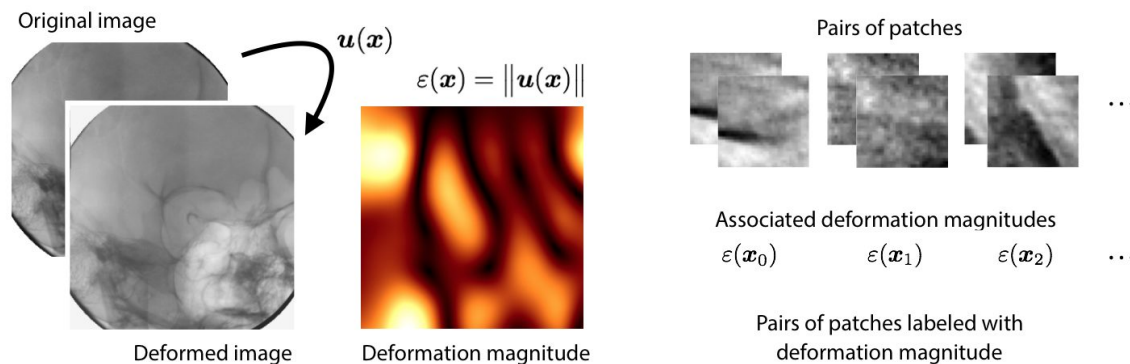 Original image
𝒖(𝒙)
ε(𝒙) = ‖𝒖(𝒙)‖
Deformed image
Deformation magnitude
Pairs of patches
...
Associated deformation magnitudes
ε(𝒙₀) ε(𝒙₁) ε(𝒙₂) ...
Pairs of patches labeled with
deformation magnitude